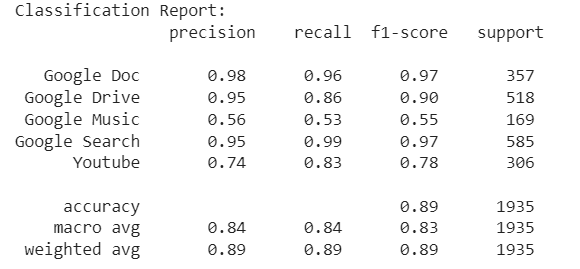 Classification Report:
precision recall f1-score support
Google Doc 0.98 0.96 0.97 357
Google Drive 0.95 0.86 0.90 518
Google Music 0.56 0.53 0.55 169
Google Search 0.95 0.99 0.97 585
Youtube 0.74 0.83 0.78 306
accuracy 0.89 1935
macro avg 0.84 0.84 0.83 1935
weighted avg 0.89 0.89 0.89 1935